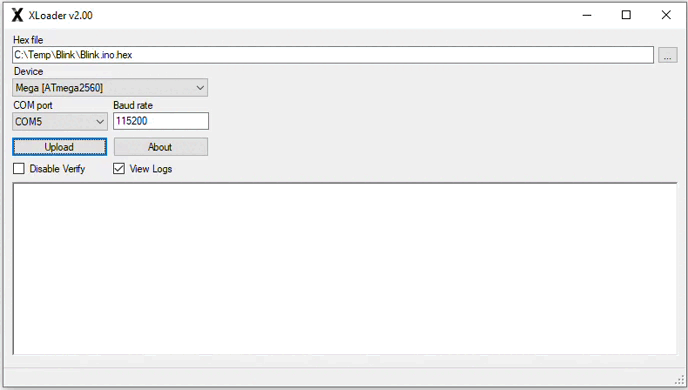 XLoader v2.00
Hex file
C:\Temp\Blink\Blink.ino.hex
...
Device
Mega [ATmega2560]
COM port Baud rate
COM5 115200
Upload About
Disable Verify View Logs